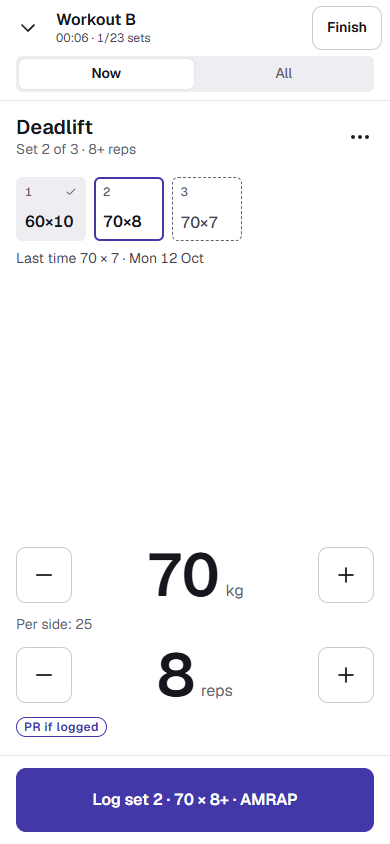 Workout B
00:06 · 1/23 sets
Finish
Now
All
Deadlift
Set 2 of 3 · 8+ reps
1
60×10
2
70×8
3
70×7
Last time 70 × 7 · Mon 12 Oct
70 kg
Per side: 25
8 reps
PR if logged
Log set 2 · 70 × 8+ · AMRAP